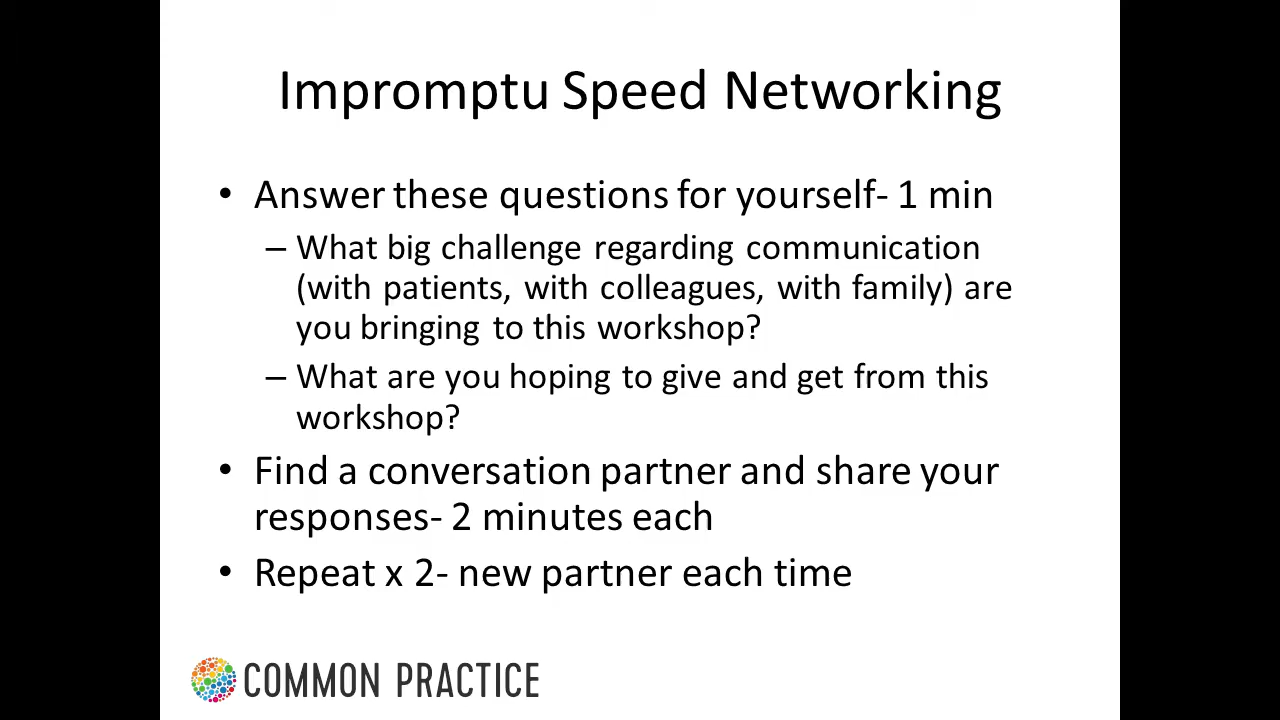 Impromptu Speed Networking
• Answer these questions for yourself- 1 min
– What big challenge regarding communication
(with patients, with colleagues, with family) are
you bringing to this workshop?
– What are you hoping to give and get from this
workshop?
• Find a conversation partner and share your
responses- 2 minutes each
• Repeat x 2- new partner each time
COMMON PRACTICE